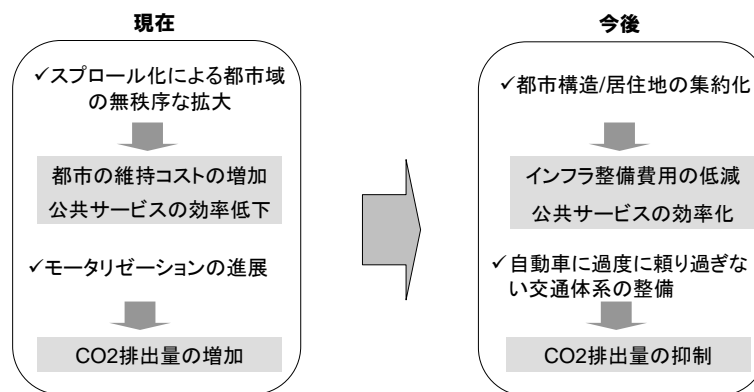 現在
✓スプロール化による都市域
の無秩序な拡大
都市の維持コストの増加
公共サービスの効率低下
✓モータリゼーションの進展
CO2排出量の増加
今後
✓都市構造/居住地の集約化
インフラ整備費用の低減
公共サービスの効率化
✓自動車に過度に頼り過ぎな
い交通体系の整備
CO2排出量の抑制